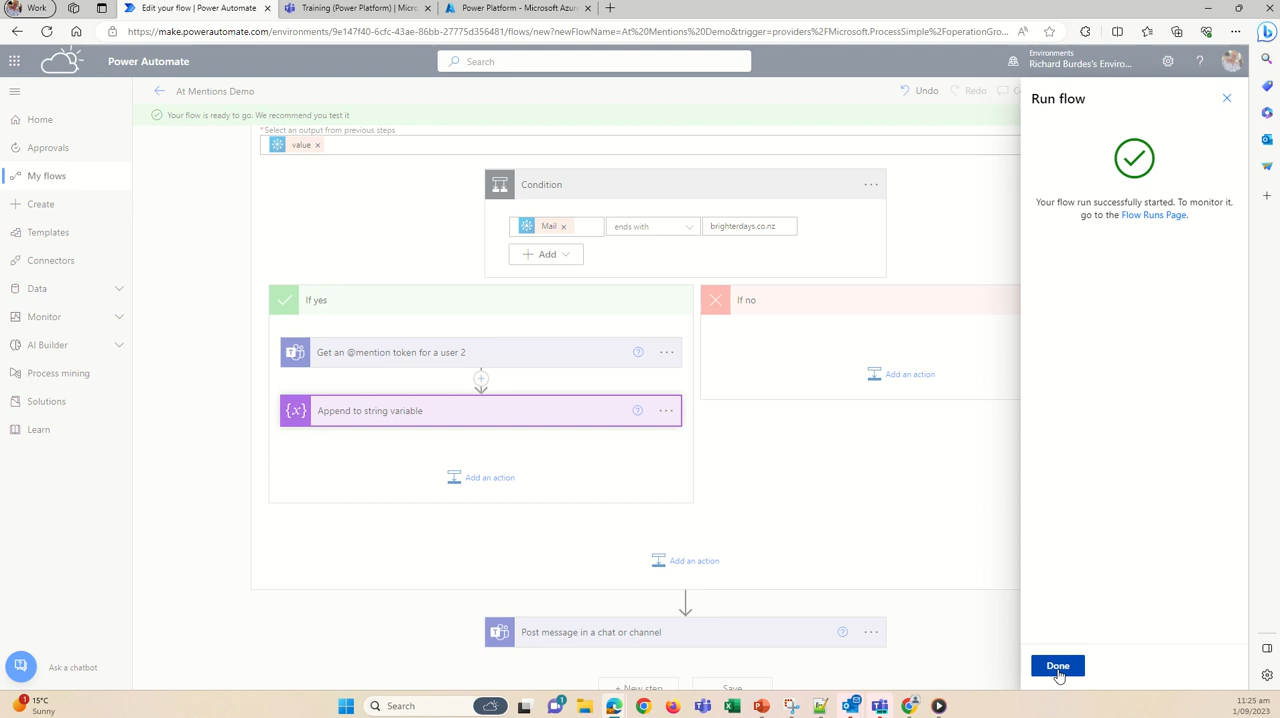 Work
Edit your flow | Power Automate
Training (Power Platform) | Micros
Power Platform - Microsoft Azure
https://make.powerautomate.com/environments/9e147f40-6cfc-43ae-86bb-27775d356481/flows/new?newFlowName=At%20Mentions%20Demo&trigger=providers%2FMicrosoft.ProcessSimple%2FoperationGro...
Power Automate
Search
Environments
Richard Burdes's Enviro...
At Mentions Demo
Undo
Redo
Your flow is ready to go. We recommend you test it
Home
Approvals
My flows
Create
Templates
Connectors
Data
Monitor
AI Builder
Process mining
Solutions
Learn
Ask a chatbot
* Select an output from previous steps
value
Condition
Mail
ends with
brighterdays.co.nz
Add
If yes
If no
Get an @mention token for a user 2
Append to string variable
Add an action
Add an action
Add an action
Post message in a chat or channel
+ New step
Save
Run flow
Your flow run successfully started. To monitor it,
go to the Flow Runs Page.
Done
15°C
Sunny
Search
11:25 am
1/09/2023